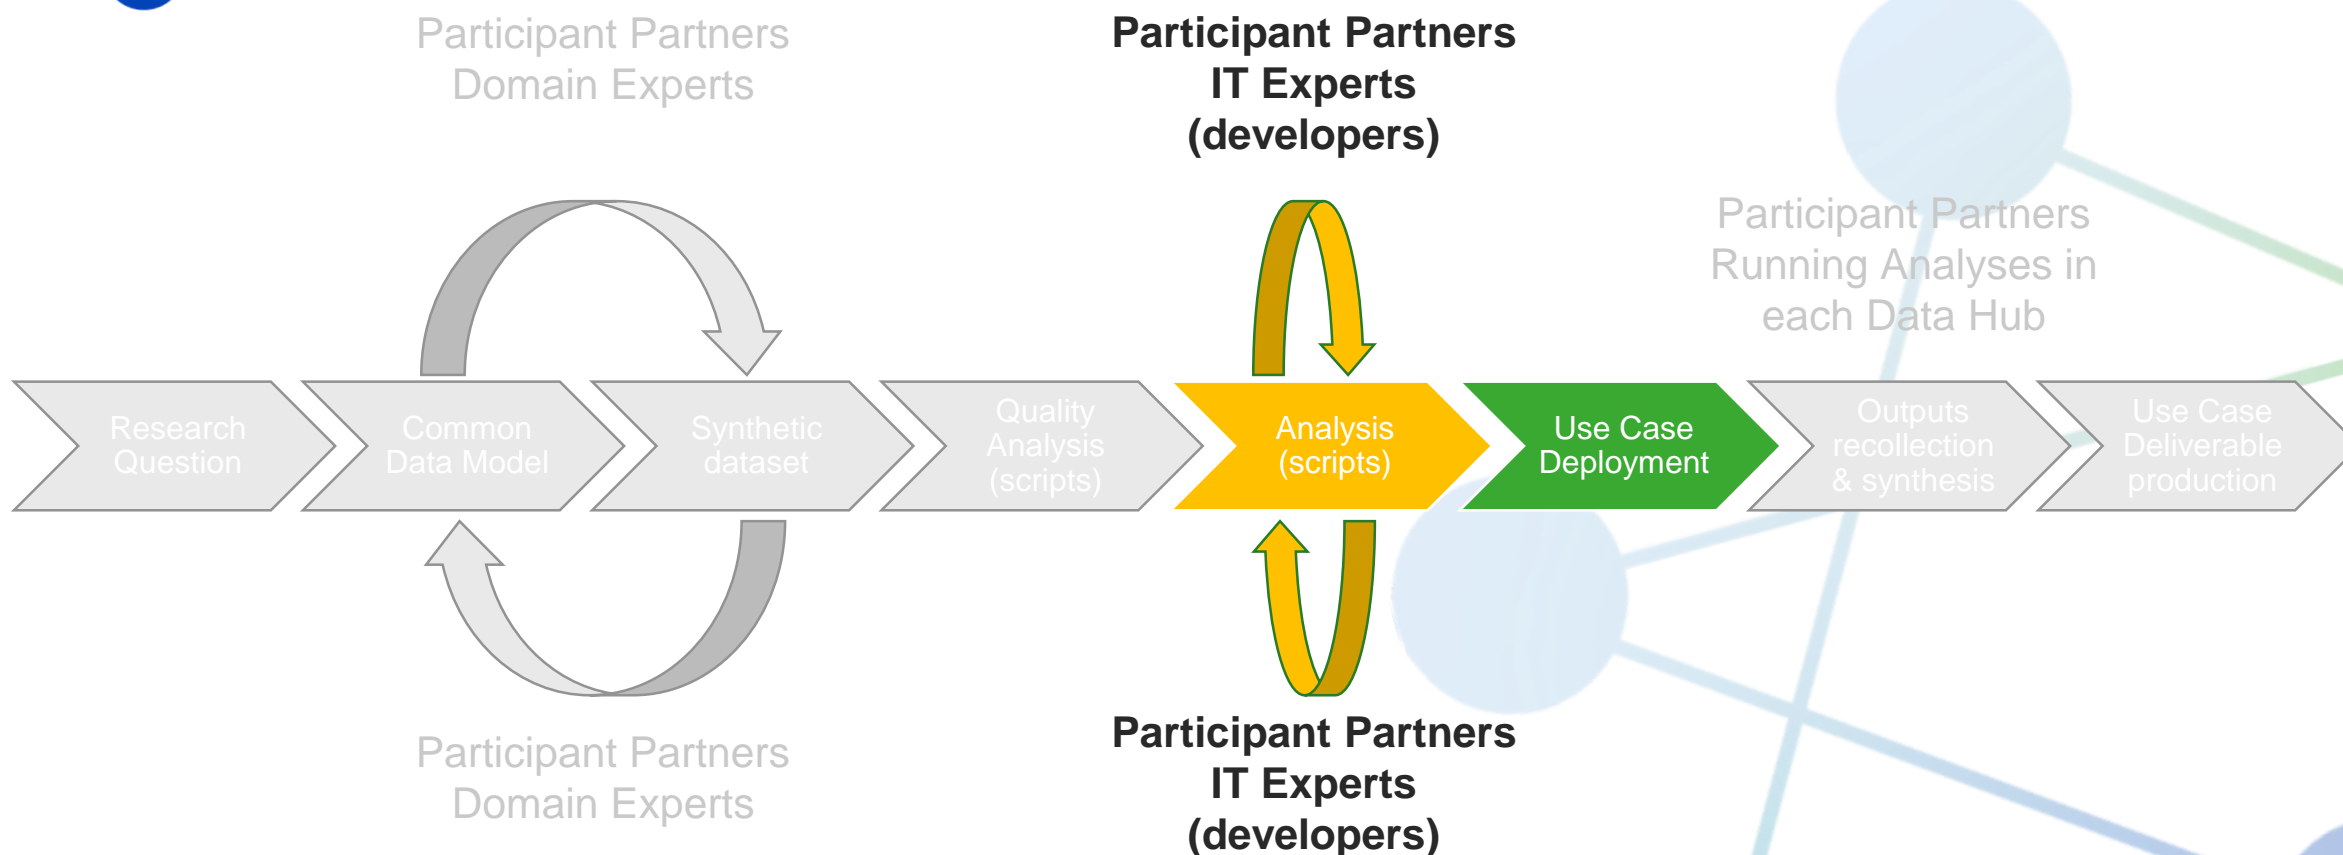 Participant Partners
Domain Experts
Participant Partners
IT Experts
(developers)
Participant Partners
Running Analyses in
each Data Hub
Research
Question
Common
Data Model
Synthetic
dataset
Quality
Analysis
(scripts)
Analysis
(scripts)
Use Case
Deployment
Outputs
recollection
& synthesis
Use Case
Deliverable
production
Participant Partners
Domain Experts
Participant Partners
IT Experts
(developers)